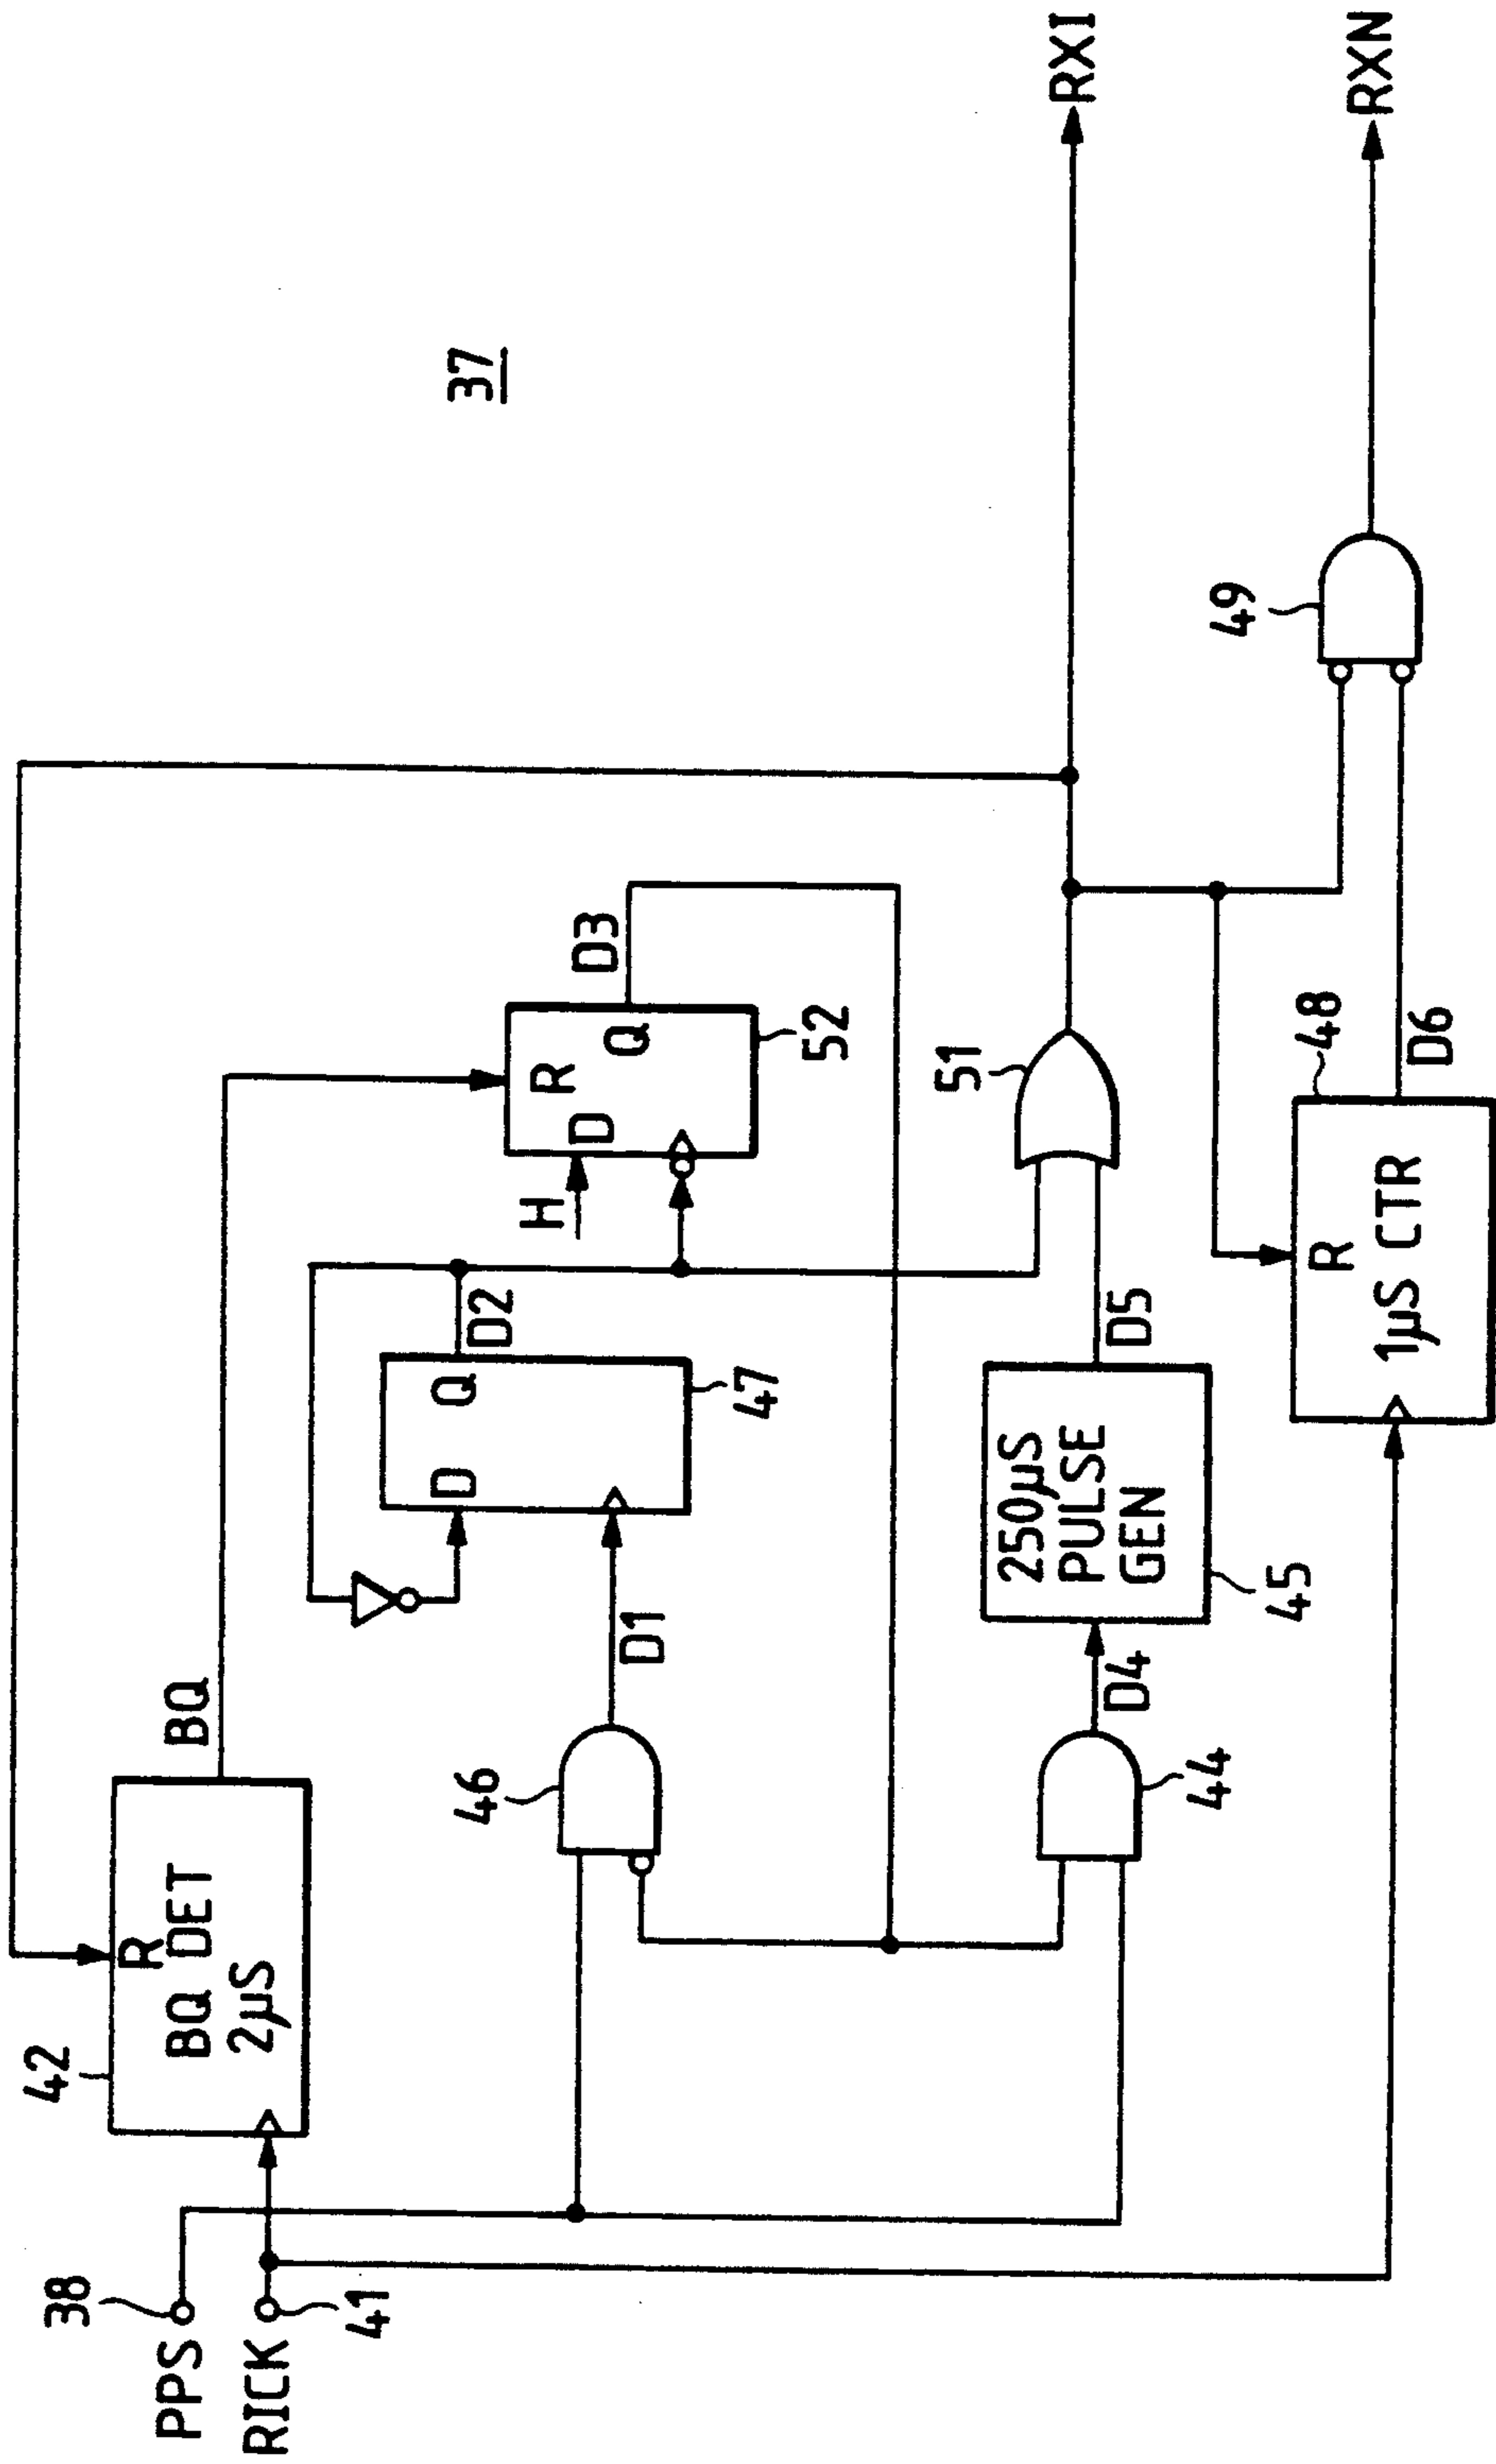 37
38
PPS
RICK
41
42
R
BQ DET
2µS
BQ
46
D1
D
Q
D2
47
H
D
R
Q
D3
52
44
D4
250µS
PULSE
GEN
45
D5
51
R
1µS CTR
48
D6
49
RXI
RXN